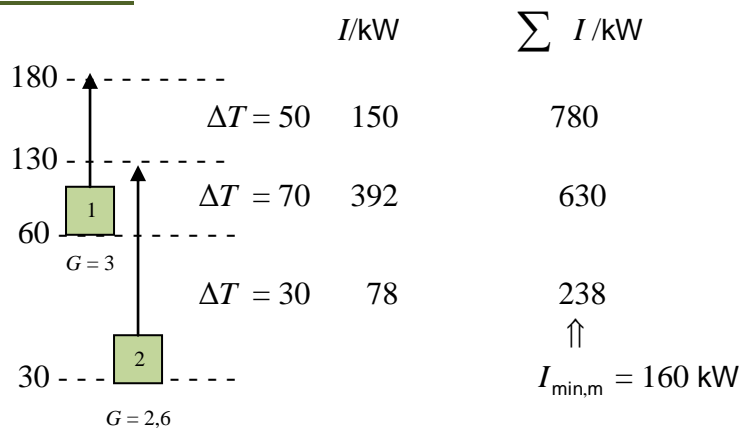 I/kW ∑ I /kW
180
ΔT = 50 150 780
130
ΔT = 70 392 630
1
60
G = 3
ΔT = 30 78 238
⇑
2
30
I min,m = 160 kW
G = 2,6